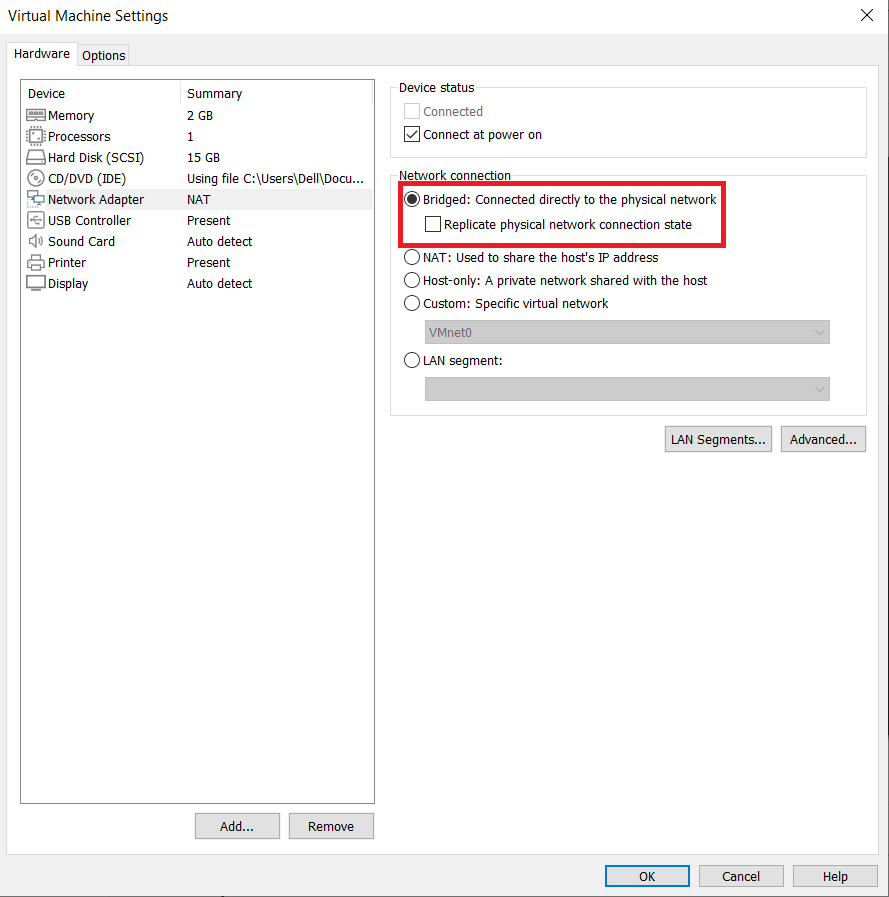 Virtual Machine Settings
Hardware Options
Device Summary
Memory 2 GB
Processors 1
Hard Disk (SCSI) 15 GB
CD/DVD (IDE) Using file C:\Users\Dell\Docu...
Network Adapter NAT
USB Controller Present
Sound Card Auto detect
Printer Present
Display Auto detect
Add... Remove
Device status
Connected
Connect at power on
Network connection
Bridged: Connected directly to the physical network
Replicate physical network connection state
NAT: Used to share the host's IP address
Host-only: A private network shared with the host
Custom: Specific virtual network
VMnet0
LAN segment:
LAN Segments... Advanced...
OK Cancel Help